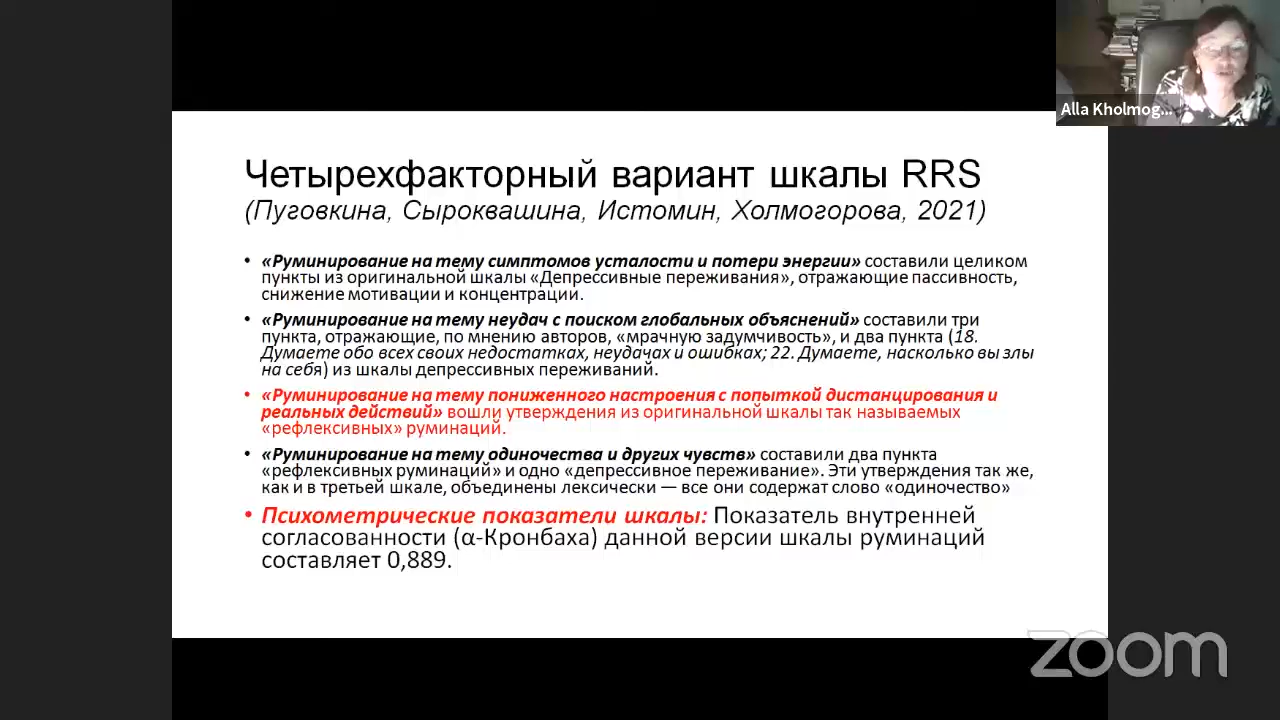 Alla Kholmog...
Четырехфакторный вариант шкалы RRS
(Пуговкина, Сыроквашина, Истомин, Холмогорова, 2021)
• «Руминирование на тему симптомов усталости и потери энергии» составили целиком
пункты из оригинальной шкалы «Депрессивные переживания», отражающие пассивность,
снижение мотивации и концентрации.
• «Руминирование на тему неудач с поиском глобальных объяснений» составили три
пункта, отражающие, по мнению авторов, «мрачную задумчивость», и два пункта (18.
Думаете обо всех своих недостатках, неудачах и ошибках; 22. Думаете, насколько вы злы
на себя) из шкалы депрессивных переживаний.
• «Руминирование на тему пониженного настроения с попыткой дистанцирования и
реальных действий» вошли утверждения из оригинальной шкалы так называемых
«рефлексивных» руминаций.
• «Руминирование на тему одиночества и других чувств» составили два пункта
«рефлексивных руминаций» и одно «депрессивное переживание». Эти утверждения так же,
как и в третьей шкале, объединены лексически — все они содержат слово «одиночество»
• Психометрические показатели шкалы: Показатель внутренней
согласованности (α-Кронбаха) данной версии шкалы руминаций
составляет 0,889.
zoom